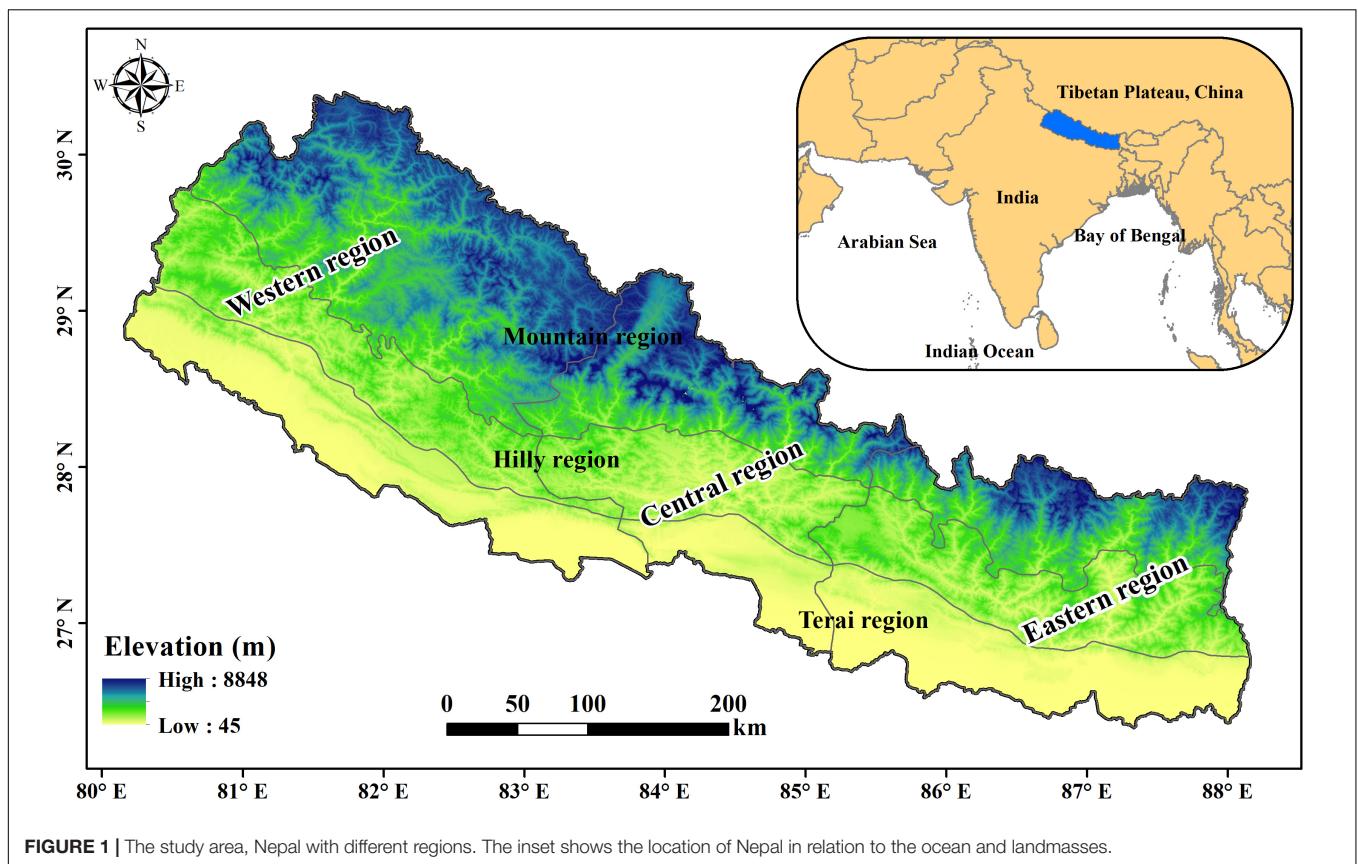 N
W E
S
Tibetan Plateau, China
India
Arabian Sea
Bay of Bengal
Indian Ocean
30° N
29° N
28° N
27° N
Western region
Mountain region
Hilly region
Central region
Terai region
Eastern region
Elevation (m)
High : 8848
Low : 45
0 50 100 200
km
80° E 81° E 82° E 83° E 84° E 85° E 86° E 87° E 88° E
FIGURE 1 | The study area, Nepal with different regions. The inset shows the location of Nepal in relation to the ocean and landmasses.